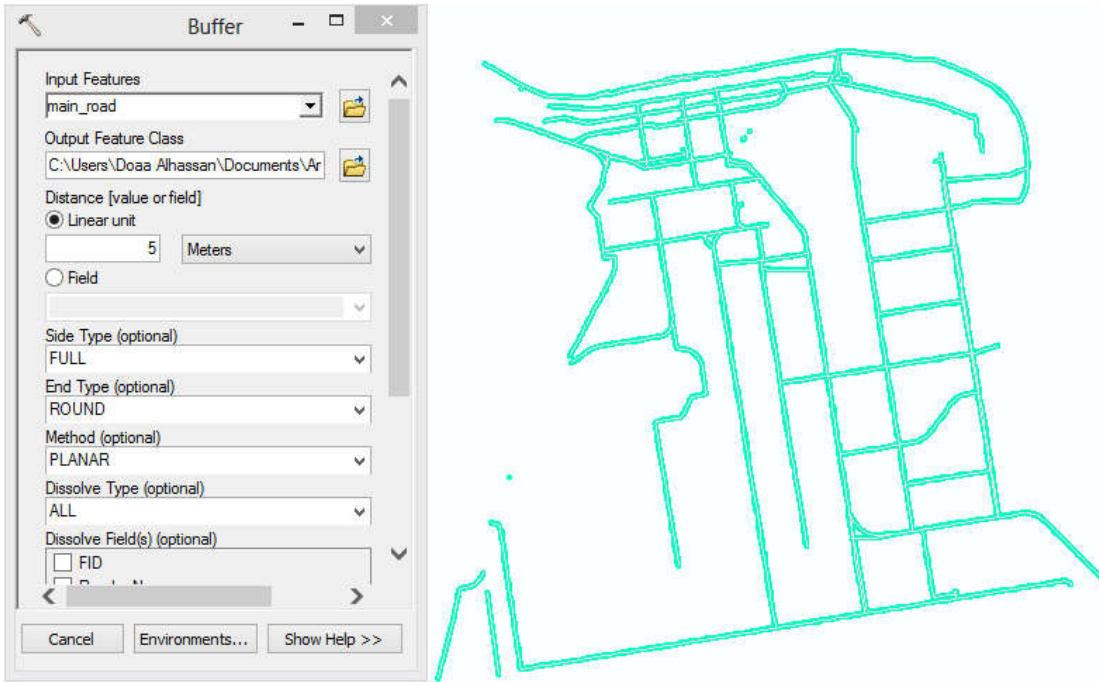 Buffer
Input Features
main_road
Output Feature Class
C:\Users\Doaa Alhassan\Documents\Ar
Distance [value or field]
Linear unit
5 Meters
Field
Side Type (optional)
FULL
End Type (optional)
ROUND
Method (optional)
PLANAR
Dissolve Type (optional)
ALL
Dissolve Field(s) (optional)
FID
Cancel Environments... Show Help >>